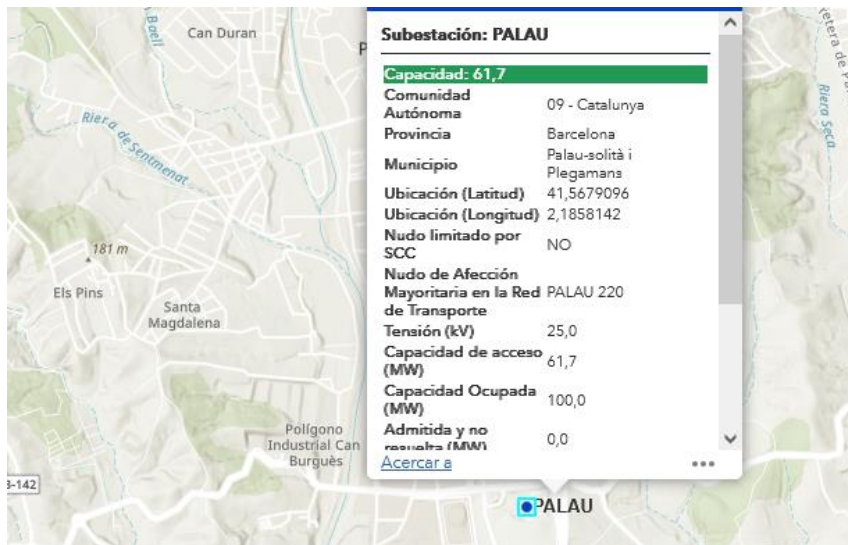 Baell
Can Duran
P
Riera de Sentmenat
181 m
Els Pins
Santa
Magdalena
Polígono
Industrial Can
Burguès
-142
Subestación: PALAU
Capacidad: 61,7
Comunidad
Autónoma 09 - Catalunya
Provincia Barcelona
Municipio Palau-solità i
Plegamans
Ubicación (Latitud) 41,5679096
Ubicación (Longitud) 2,1858142
Nudo limitado por
SCC NO
Nudo de Afección
Mayoritaria en la Red PALAU 220
de Transporte
Tensión (kV) 25,0
Capacidad de acceso
(MW) 61,7
Capacidad Ocupada
(MW) 100,0
Admitida y no
resuelta (MW) 0,0
Acercar a
PALAU
Riera Seca